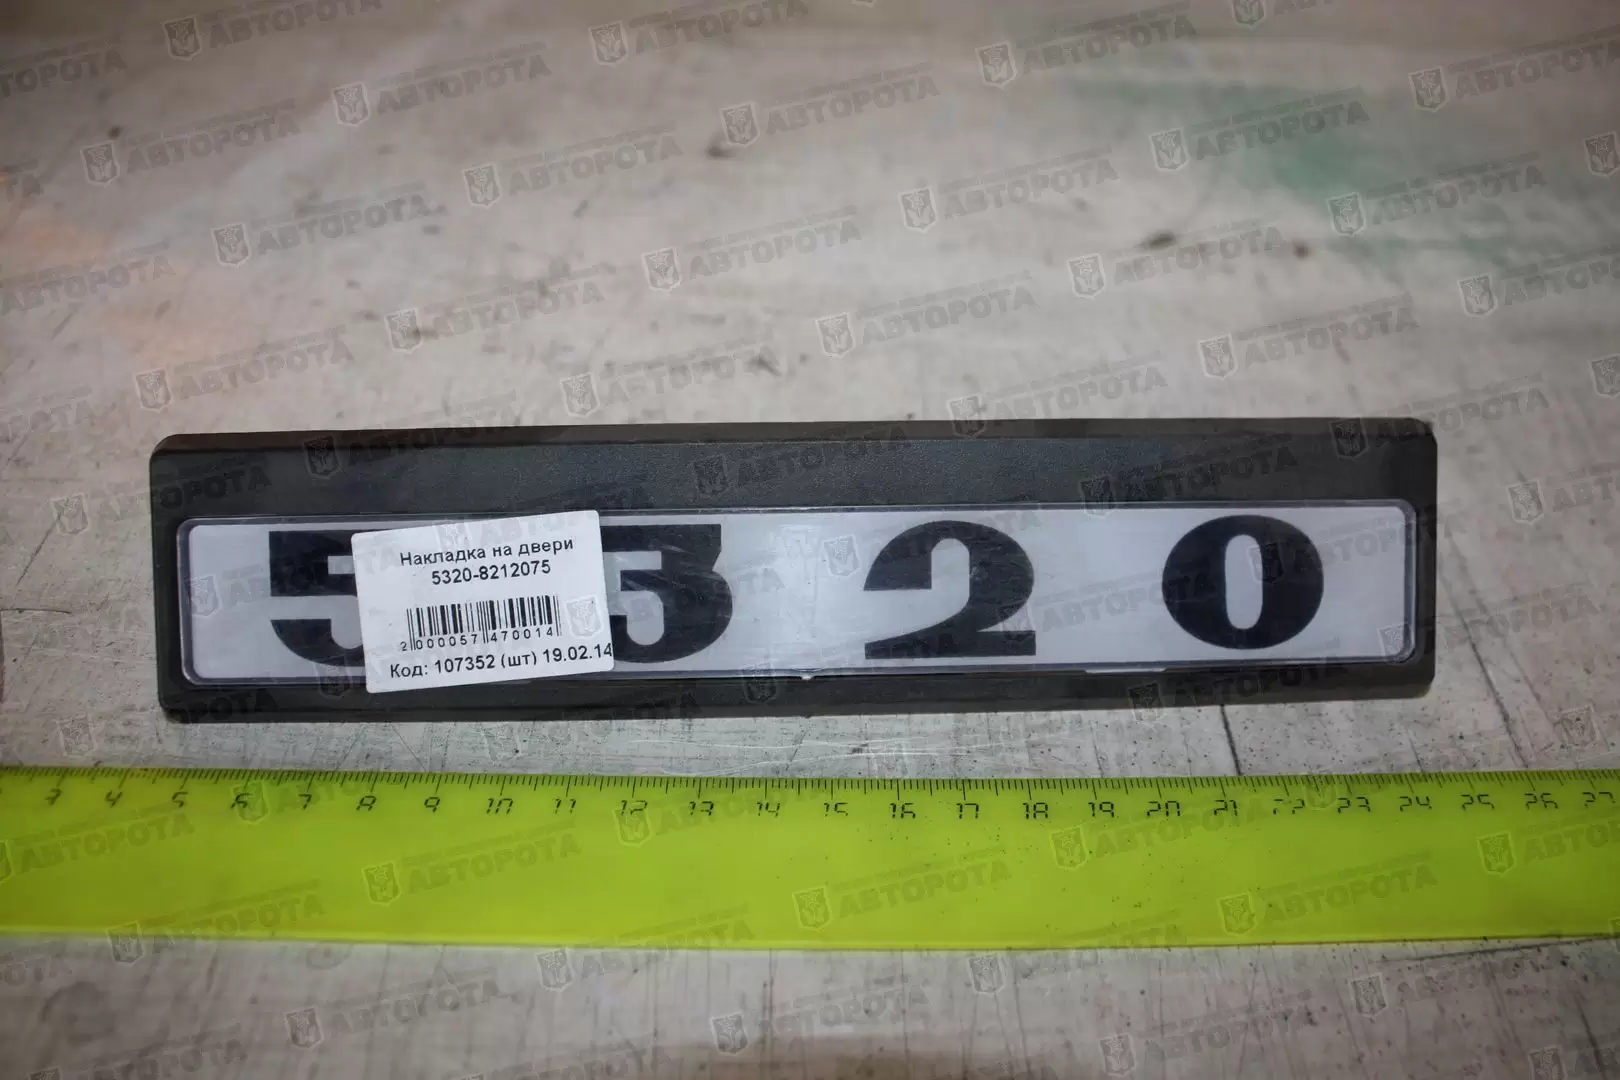 5320
Накладка на двери
5320-8212075
2 000057 470014
Код: 107352 (шт) 19.02.14
3 4 5 6 7 8 9 10 11 12 13 14 15 16 17 18 19 20 21 22 23 24 25 26 27
АВТОРОТА